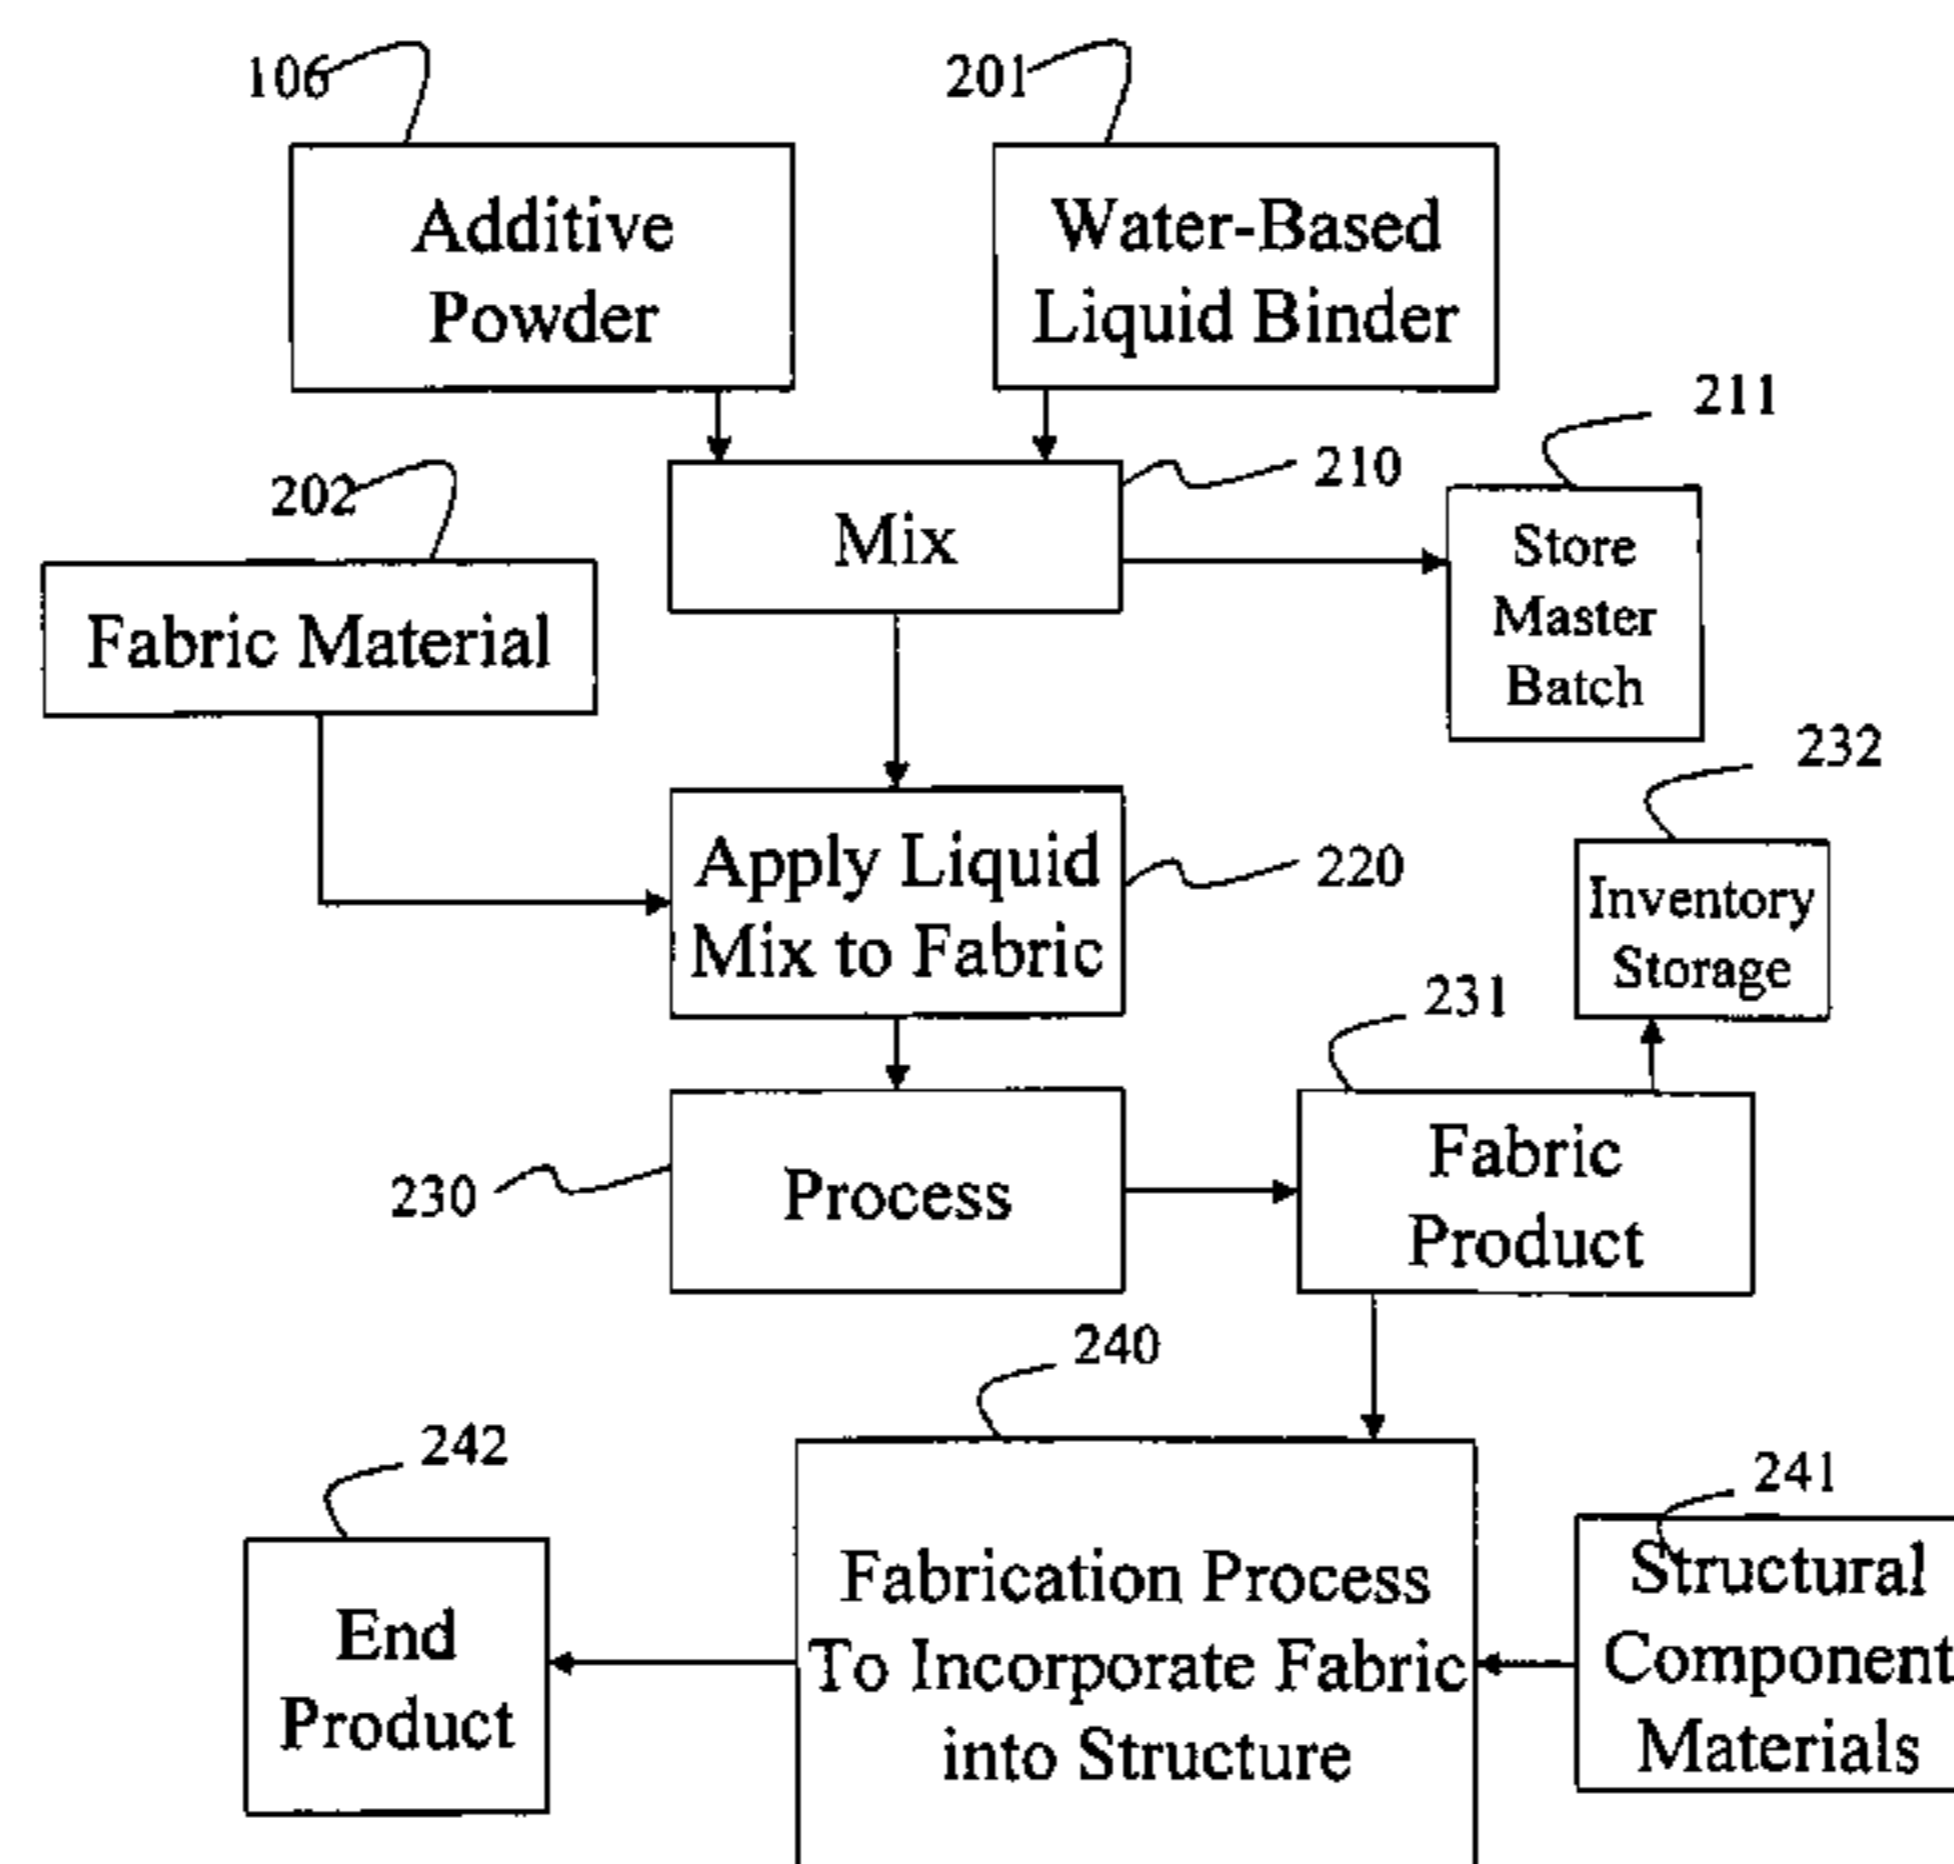 106
201
Additive
Powder
Water-Based
Liquid Binder
211
210
202
Mix
Store
Master
Batch
Fabric Material
232
Apply Liquid
Mix to Fabric
220
Inventory
Storage
231
230
Process
Fabric
Product
240
242
241
End
Product
Fabrication Process
To Incorporate Fabric
into Structure
Structural
Component
Materials